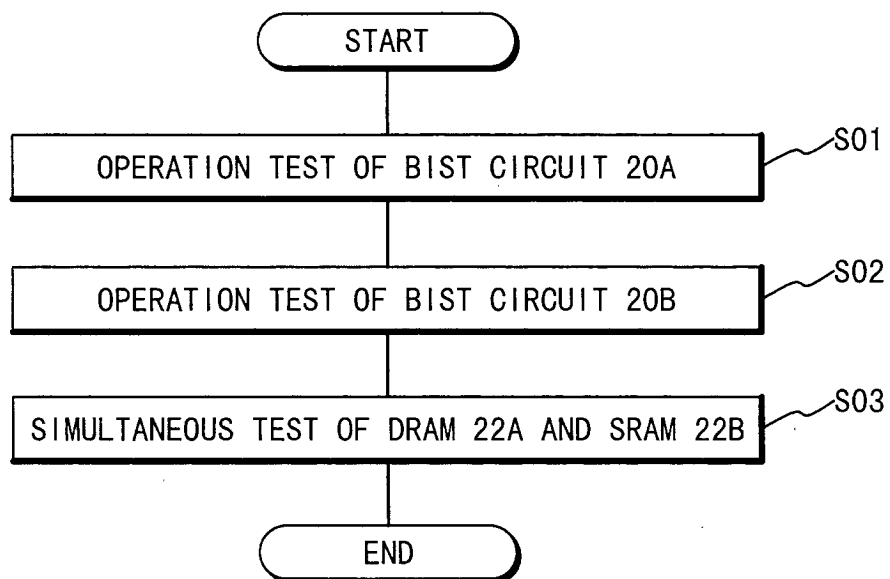 START
OPERATION TEST OF BIST CIRCUIT 20A
S01
OPERATION TEST OF BIST CIRCUIT 20B
S02
SIMULTANEOUS TEST OF DRAM 22A AND SRAM 22B
S03
END